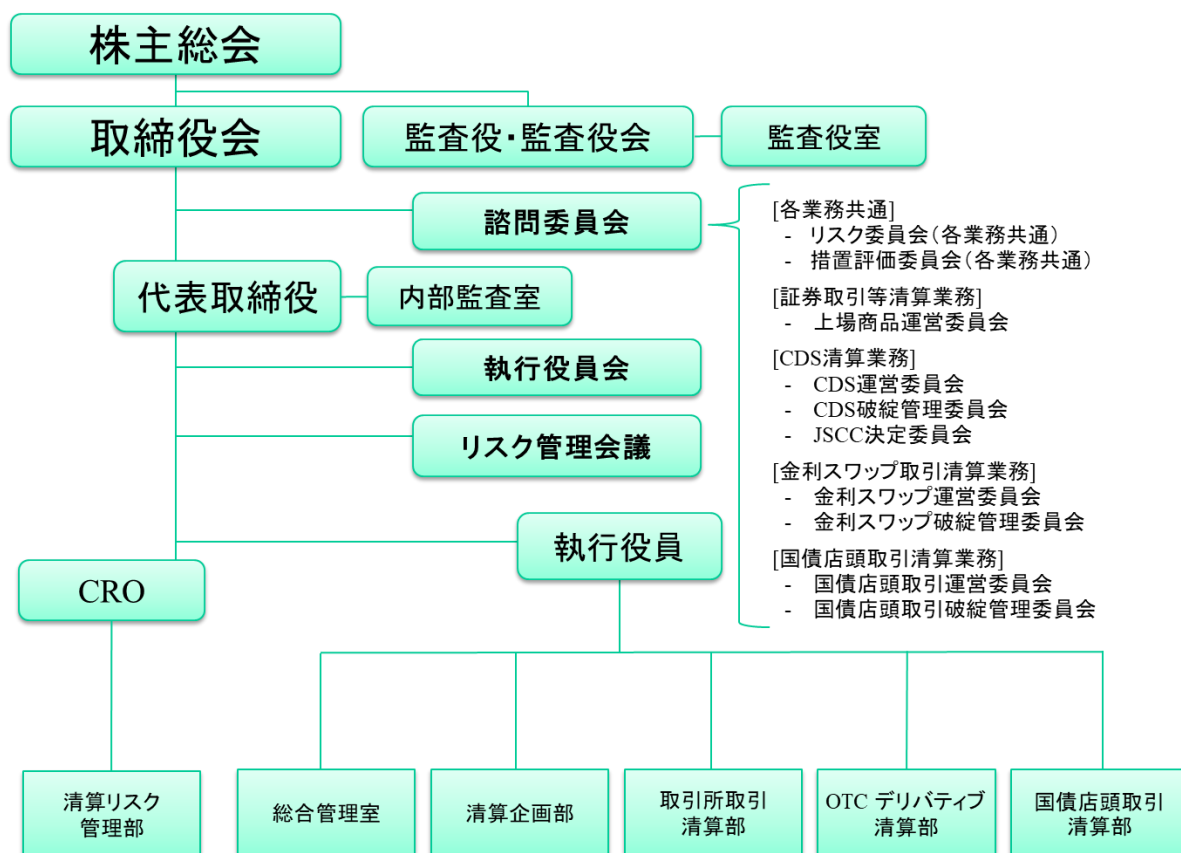 株主総会
取締役会
監査役・監査役会
監査役室
諮問委員会
[各業務共通]
- リスク委員会(各業務共通)
- 措置評価委員会(各業務共通)
[証券取引等清算業務]
- 上場商品運営委員会
[CDS清算業務]
- CDS運営委員会
- CDS破綻管理委員会
- JSCC決定委員会
[金利スワップ取引清算業務]
- 金利スワップ運営委員会
- 金利スワップ破綻管理委員会
[国債店頭取引清算業務]
- 国債店頭取引運営委員会
- 国債店頭取引破綻管理委員会
代表取締役
内部監査室
執行役員会
リスク管理会議
執行役員
CRO
清算リスク
管理部
総合管理室
清算企画部
取引所取引
清算部
OTC デリバティブ
清算部
国債店頭取引
清算部